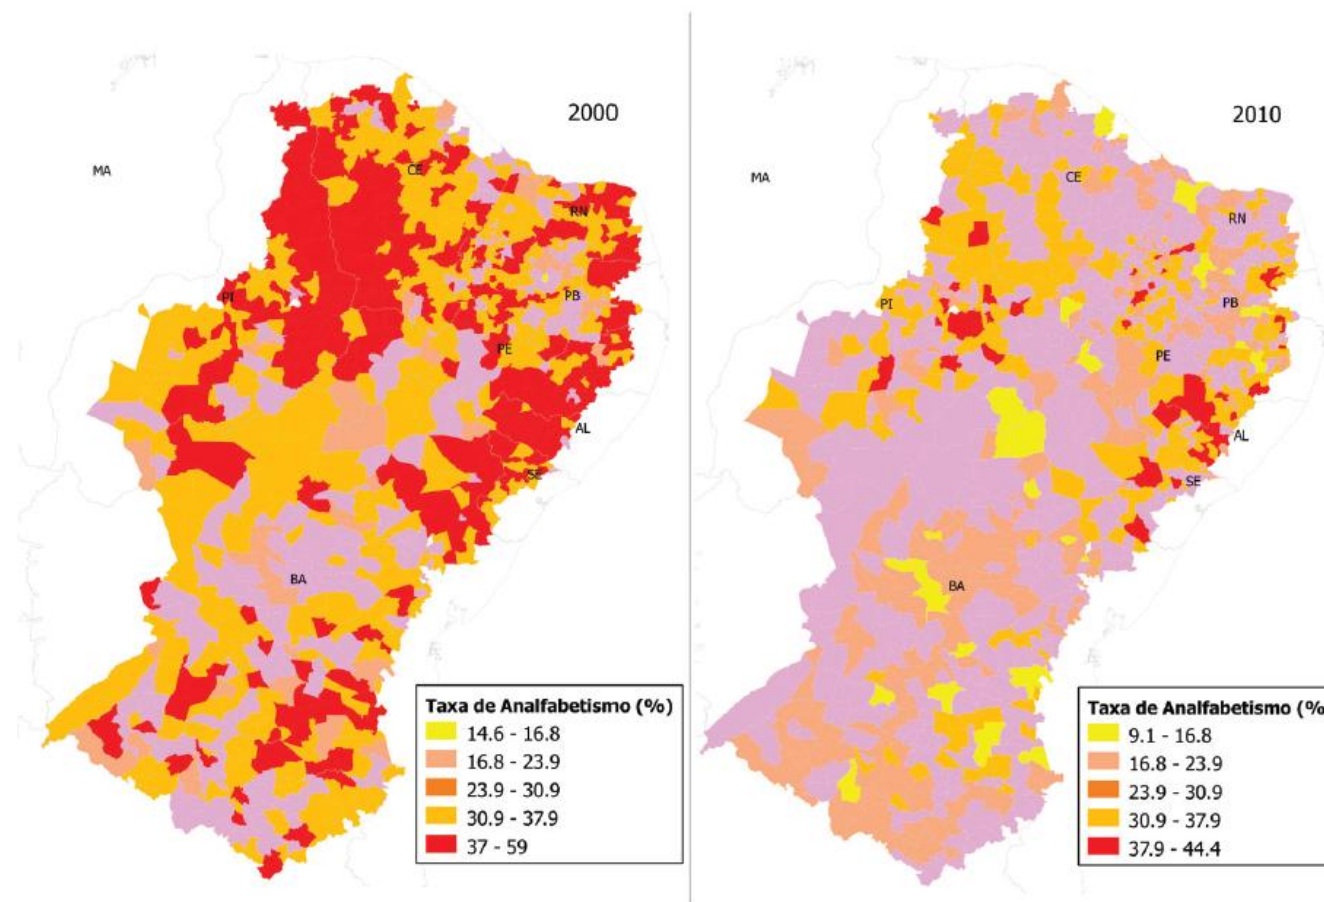 2000
MA
CE
RN
PI
PB
PE
AL
SE
BA
Taxa de Analfabetismo (%)
14.6 - 16.8
16.8 - 23.9
23.9 - 30.9
30.9 - 37.9
37 - 59
2010
MA
CE
RN
PI
PB
PE
AL
SE
BA
Taxa de Analfabetismo (%
9.1 - 16.8
16.8 - 23.9
23.9 - 30.9
30.9 - 37.9
37.9 - 44.4